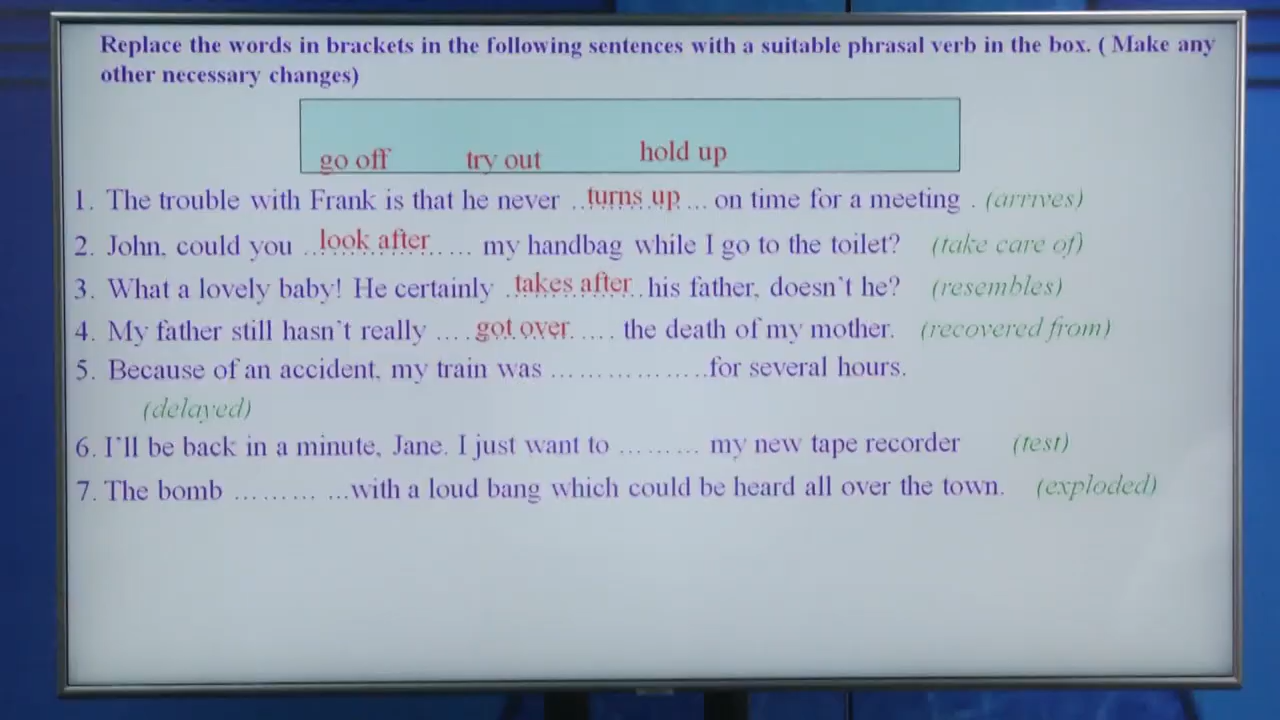 Replace the words in brackets in the following sentences with a suitable phrasal verb in the box. ( Make any
other necessary changes)
go off try out hold up
1. The trouble with Frank is that he never ..turns up... on time for a meeting . (arrives)
2. John, could you ...look after.... my handbag while I go to the toilet? (take care of)
3. What a lovely baby! He certainly ..takes after..his father, doesn't he? (resembles)
4. My father still hasn't really ....got over..... the death of my mother. (recovered from)
5. Because of an accident, my train was ………………..for several hours.
(delayed)
6. I'll be back in a minute, Jane. I just want to ……… my new tape recorder (test)
7. The bomb ……… …with a loud bang which could be heard all over the town. (exploded)